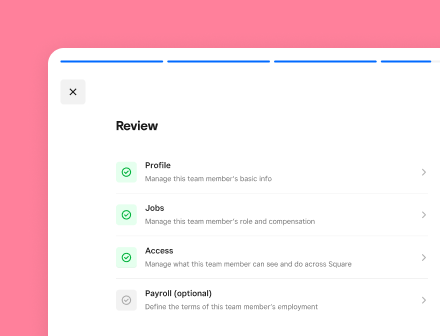 Review
Profile
Manage this team member's basic info
Jobs
Manage this team member's role and compensation
Access
Manage what this team member can see and do across Square
Payroll (optional)
Define the terms of this team member's employment